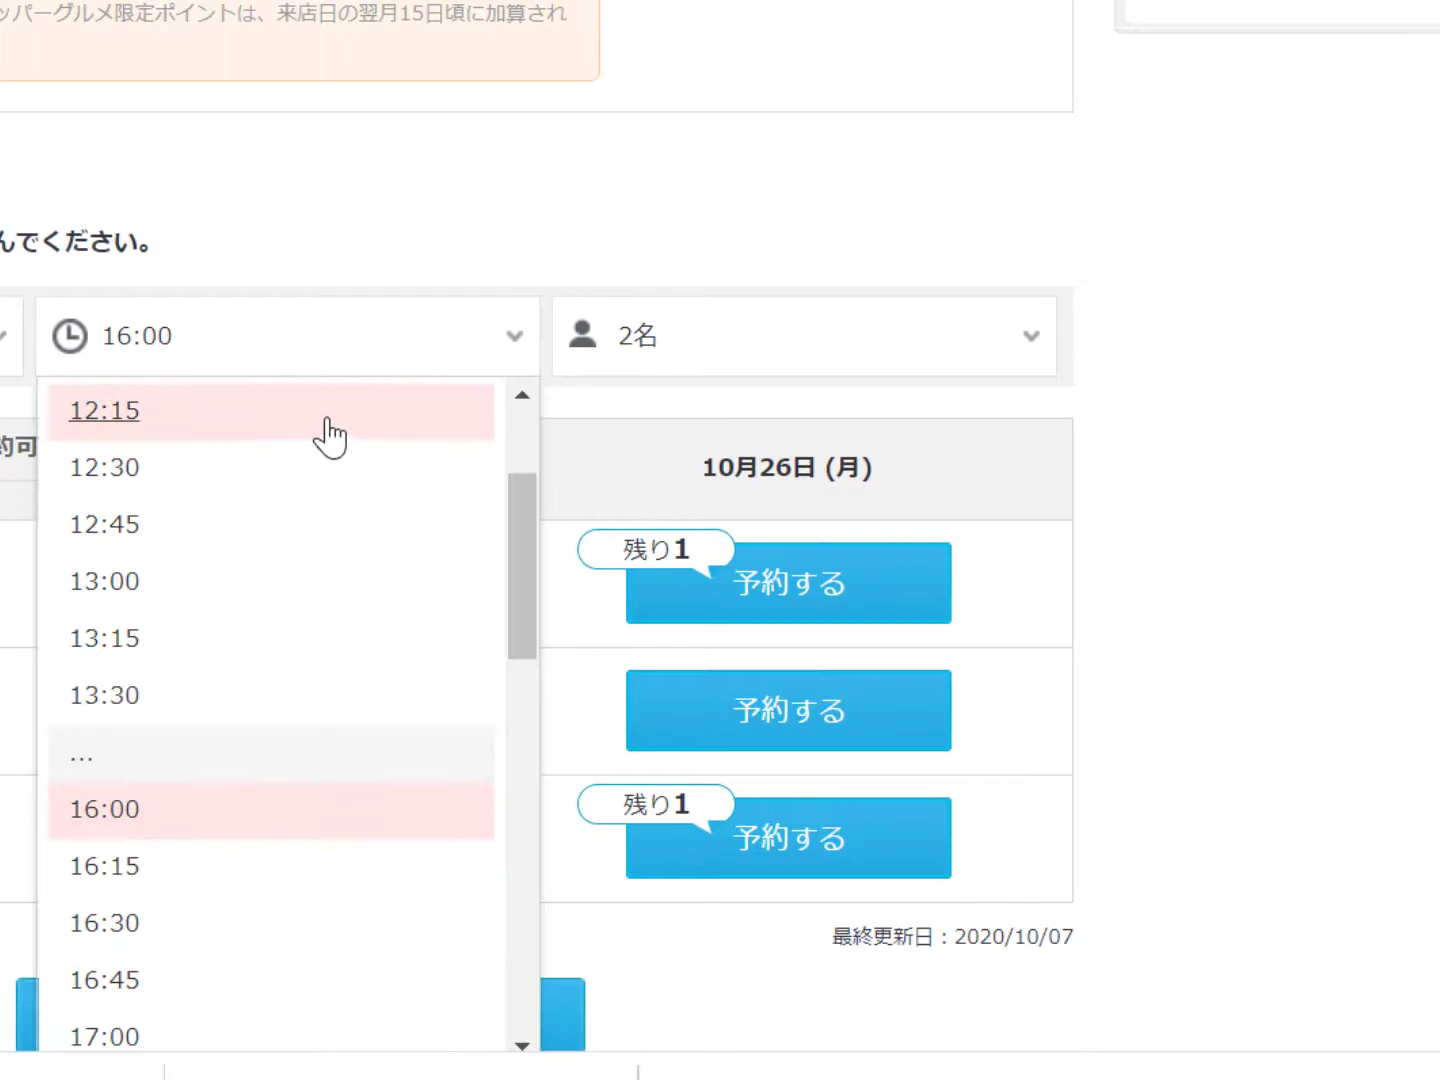 ッパーグルメ限定ポイントは、来店日の翌月15日頃に加算され
んでください。
16:00
2名
12:15
12:30
12:45
13:00
13:15
13:30
...
16:00
16:15
16:30
16:45
17:00
約可
10月26日 (月)
残り1
予約する
予約する
残り1
予約する
最終更新日：2020/10/07